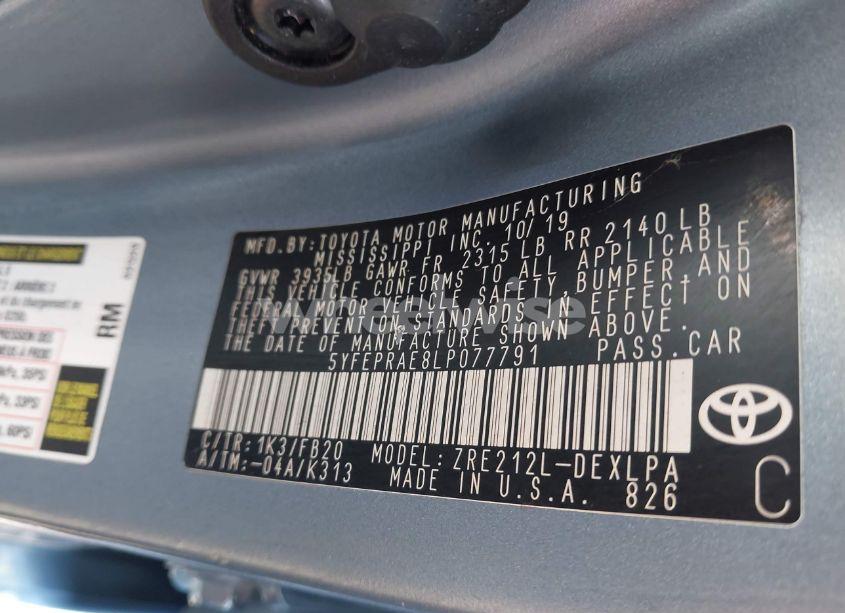 MFD.BY:TOYOTA MOTOR MANUFACTURING
MISSISSIPPI INC. 10/19
GVWR 3935LB GAWR FR 2315 LB RR 2140 LB
THIS VEHICLE CONFORMS TO ALL APPLICABLE
FEDERAL MOTOR VEHICLE SAFETY, BUMPER, AND
THEFT PREVENTION STANDARDS IN EFFECT ON
THE DATE OF MANUFACTURE SHOWN ABOVE.
5YFEPRAE8LP077791 PASS.CAR
C/TR:1K3/FB20 MODEL:ZRE212L-DEXLPA
A/TM:-04A/K313 MADE IN U.S.A. 826
C
RM